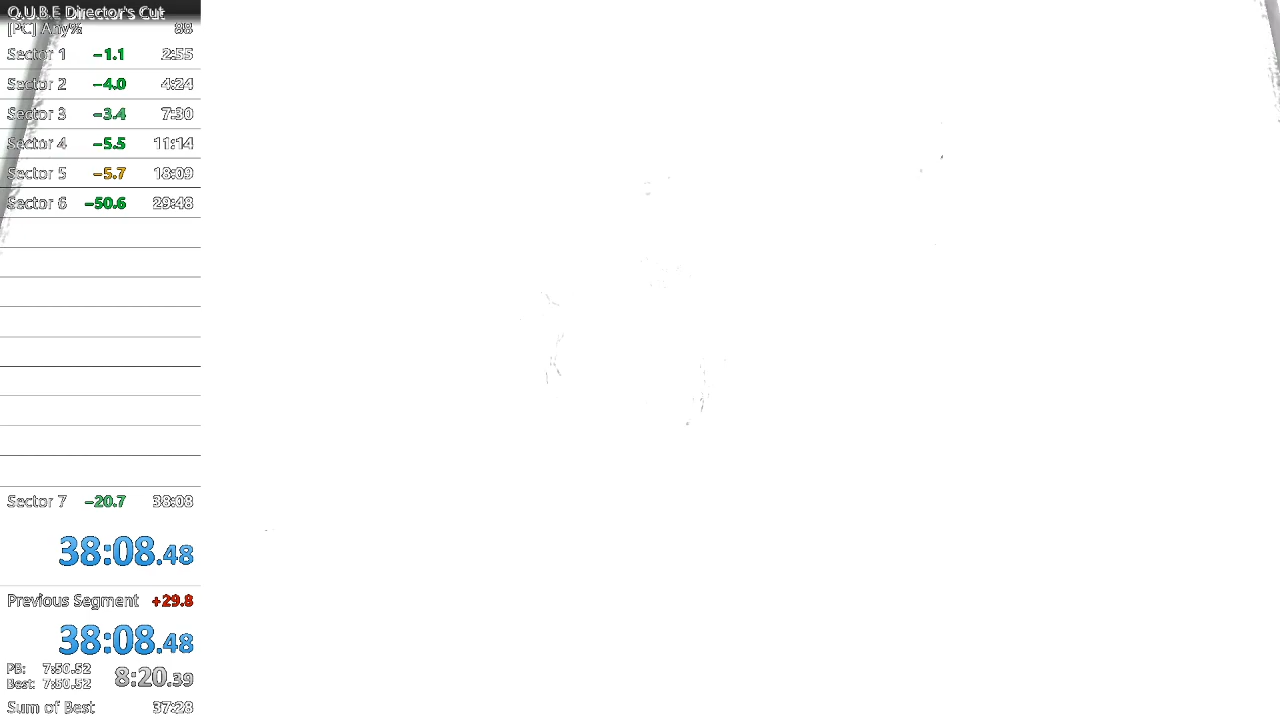 Q.U.B.E Director's Cut
[PC] Any% 88
Sector 1 −1.1 2:55
Sector 2 −4.0 4:24
Sector 3 −3.4 7:30
Sector 4 −5.5 11:14
Sector 5 −5.7 18:09
Sector 6 −50.6 29:48
Sector 7 −20.7 38:08
38:08.48
Previous Segment +29.8
38:08.48
PB: 7:50.52
Best: 7:50.52
8:20.39
Sum of Best 37:28